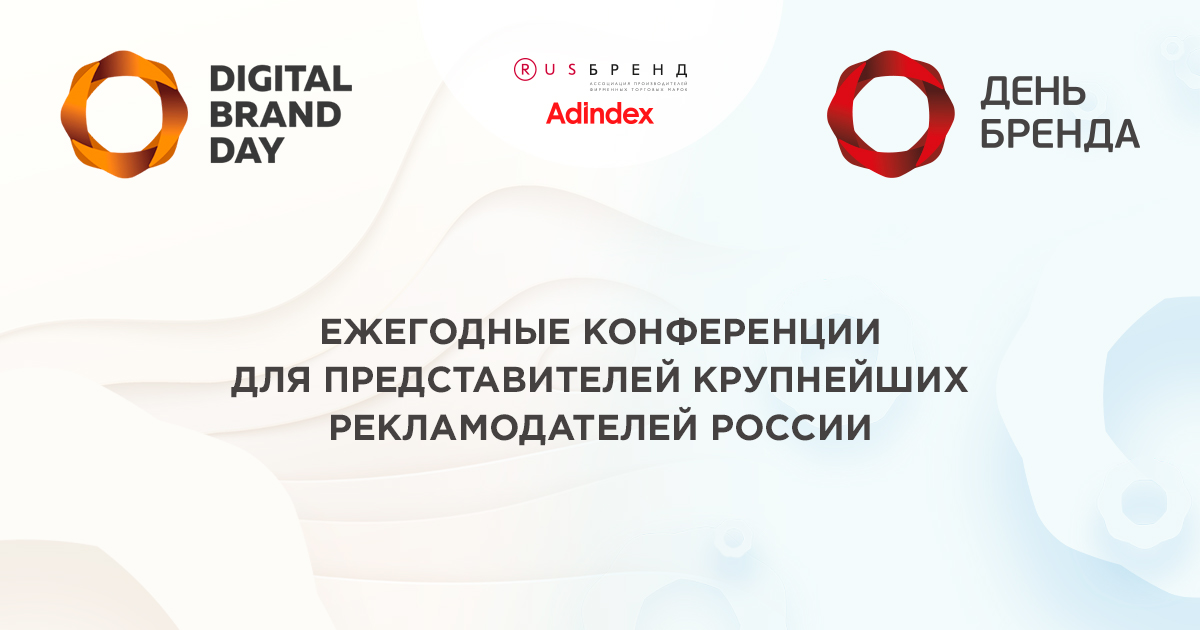 DIGITAL
BRAND
DAY
RUSБРЕНД
АССОЦИАЦИЯ ПРОИЗВОДИТЕЛЕЙ
ФИРМЕННЫХ ТОРГОВЫХ МАРОК
Adindex
ДЕНЬ
БРЕНДА
ЕЖЕГОДНЫЕ КОНФЕРЕНЦИИ
ДЛЯ ПРЕДСТАВИТЕЛЕЙ КРУПНЕЙШИХ
РЕКЛАМОДАТЕЛЕЙ РОССИИ